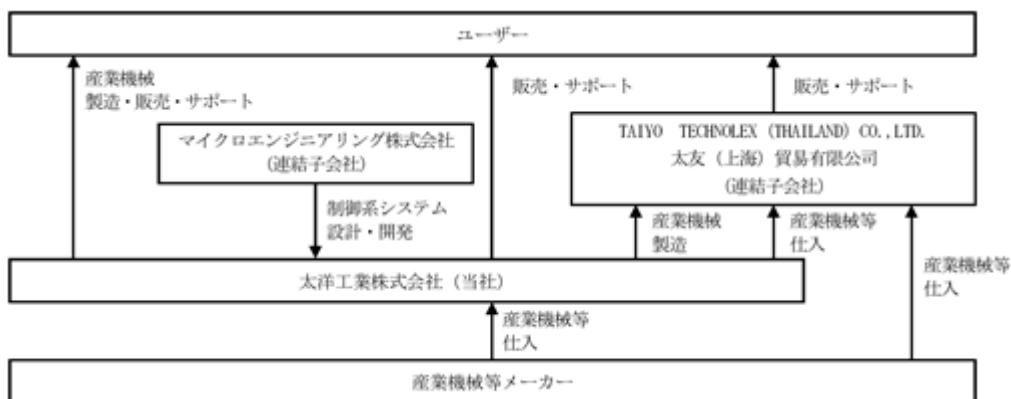 ユーザー
産業機械
製造・販売・サポート
販売・サポート
販売・サポート
マイクロエンジニアリング株式会社
(連結子会社)
TAIYO TECHNOLEX (THAILAND) CO.,LTD.
太友（上海）貿易有限公司
(連結子会社)
制御系システム
設計・開発
産業機械
製造
産業機械等
仕入
産業機械等
仕入
太洋工業株式会社（当社）
産業機械等
仕入
産業機械等メーカー